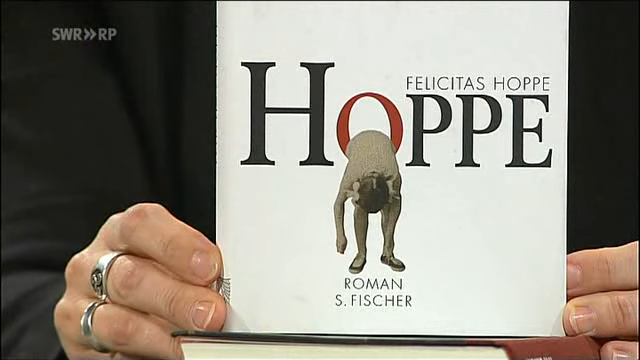 SWR»RP
FELICITAS HOPPE
HOPPE
ROMAN
S. FISCHER